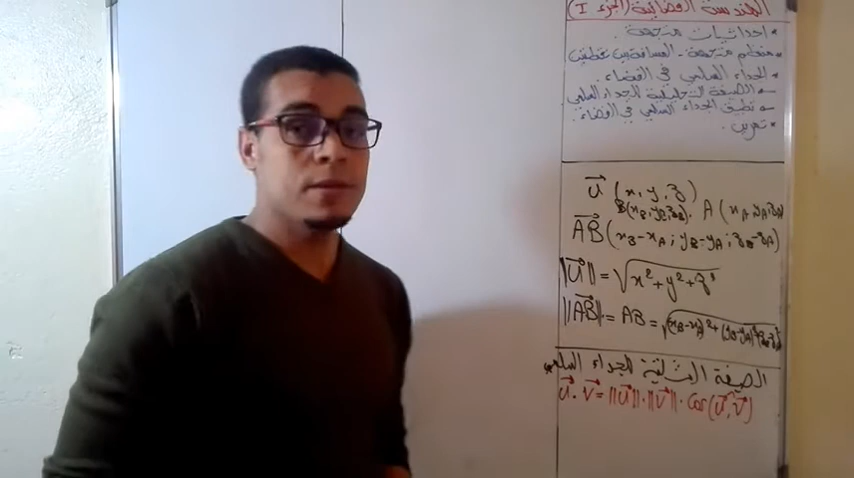 الهندسة الفضائية (الجزء I)
* احداثيات متجهة.
* منظم متجهة - المسافة بين نقطتين
* الجداء السلمي في الفضاء.
← الصيغة التحليلية للجداء السلمي
← تطبيق الجداء السلمي في الفضاء.
* تمرين.
u⃗ (x, y, z)
B(xB, yB, zB). A (xA, yA, zA)
AB⃗ (xB-xA; yB-yA; zB-zA)
||u⃗|| = √x²+y²+z²
||AB⃗|| = AB = √(xB-xA)²+(yB-yA)²+(zB-zA)²
الصيغة المثلثية للجداء السلمي
u⃗ . v⃗ = ||u⃗||.||v⃗||. Cos(u⃗, v⃗)